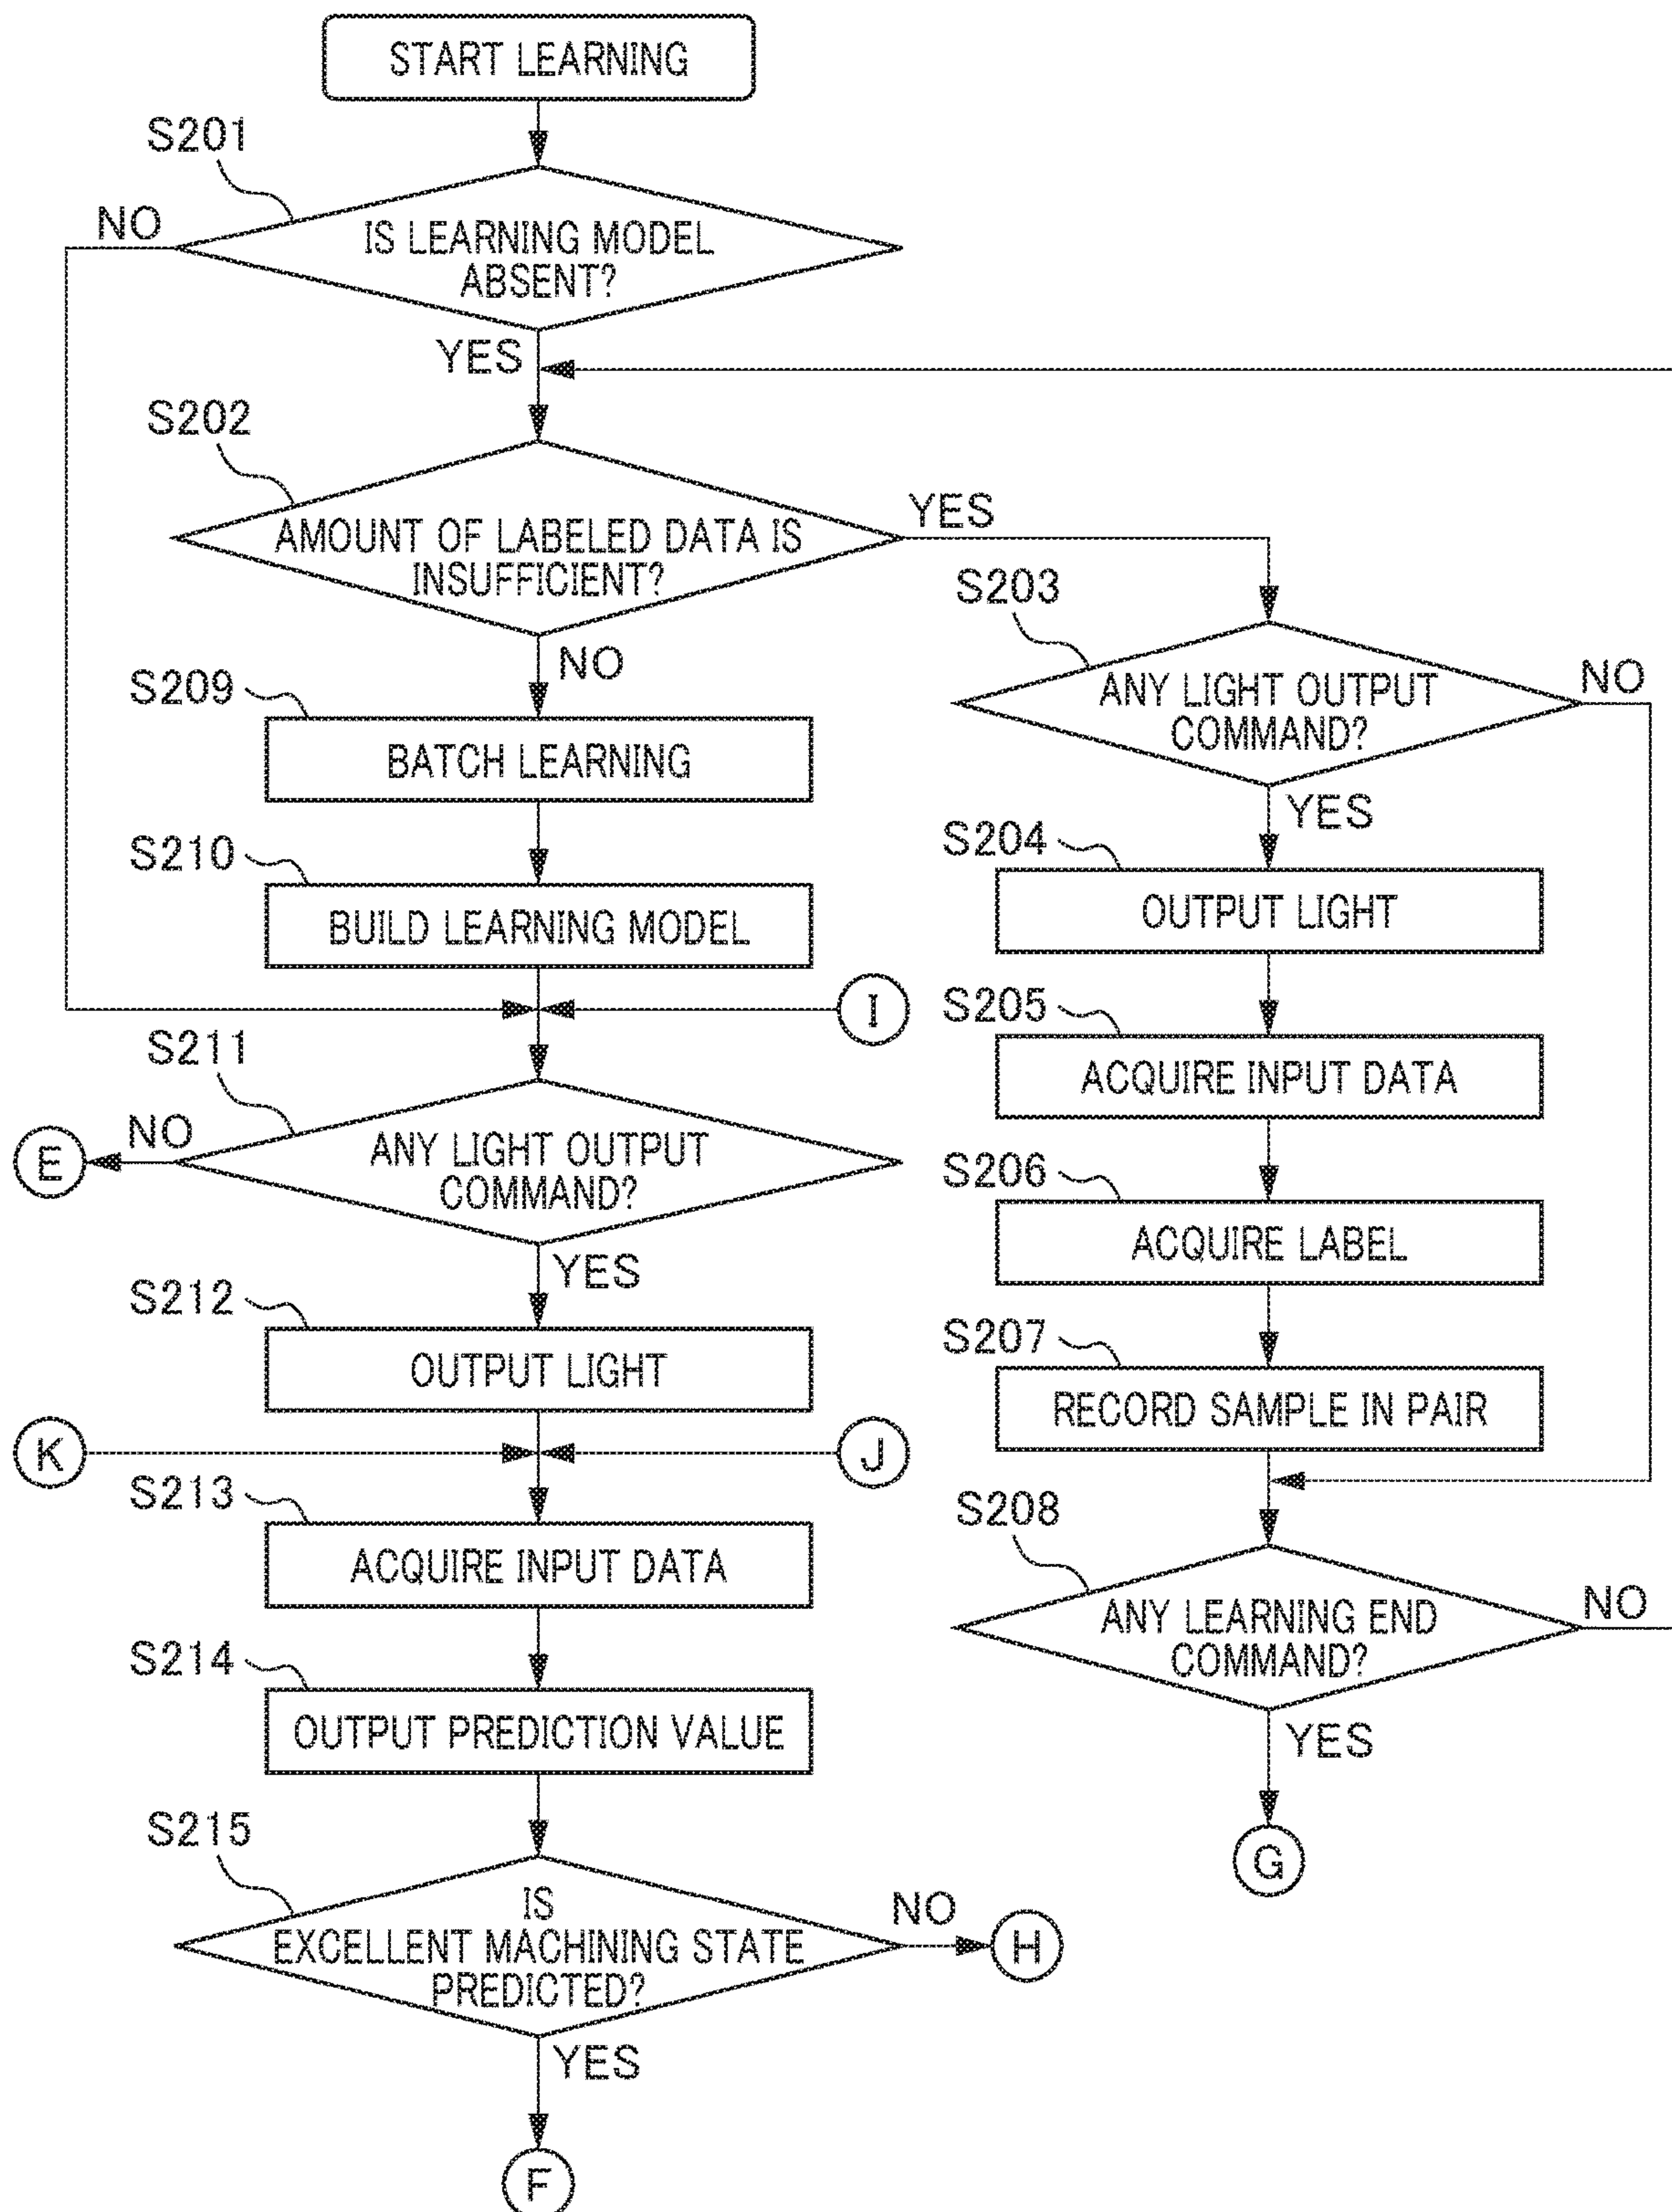 START LEARNING
S201
NO
IS LEARNING MODEL
ABSENT?
YES
S202
AMOUNT OF LABELED DATA IS
INSUFFICIENT?
YES
NO
S209
BATCH LEARNING
S210
BUILD LEARNING MODEL
I
S211
NO
E
ANY LIGHT OUTPUT
COMMAND?
YES
S212
OUTPUT LIGHT
K
J
S213
ACQUIRE INPUT DATA
S214
OUTPUT PREDICTION VALUE
S215
IS
EXCELLENT MACHINING STATE
PREDICTED?
NO
H
YES
F
S203
ANY LIGHT OUTPUT
COMMAND?
NO
YES
S204
OUTPUT LIGHT
S205
ACQUIRE INPUT DATA
S206
ACQUIRE LABEL
S207
RECORD SAMPLE IN PAIR
S208
ANY LEARNING END
COMMAND?
NO
YES
G